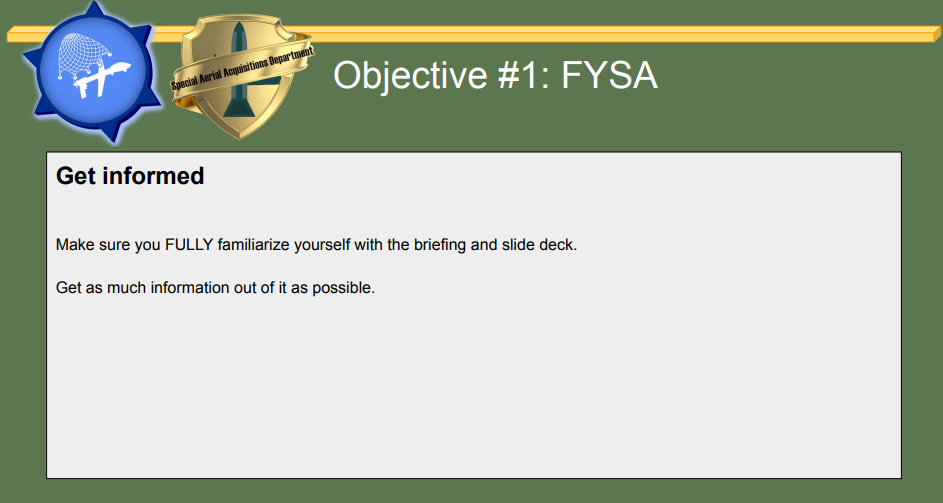 Special Aerial Acquisitions Department
Objective #1: FYSA
Get informed
Make sure you FULLY familiarize yourself with the briefing and slide deck.
Get as much information out of it as possible.